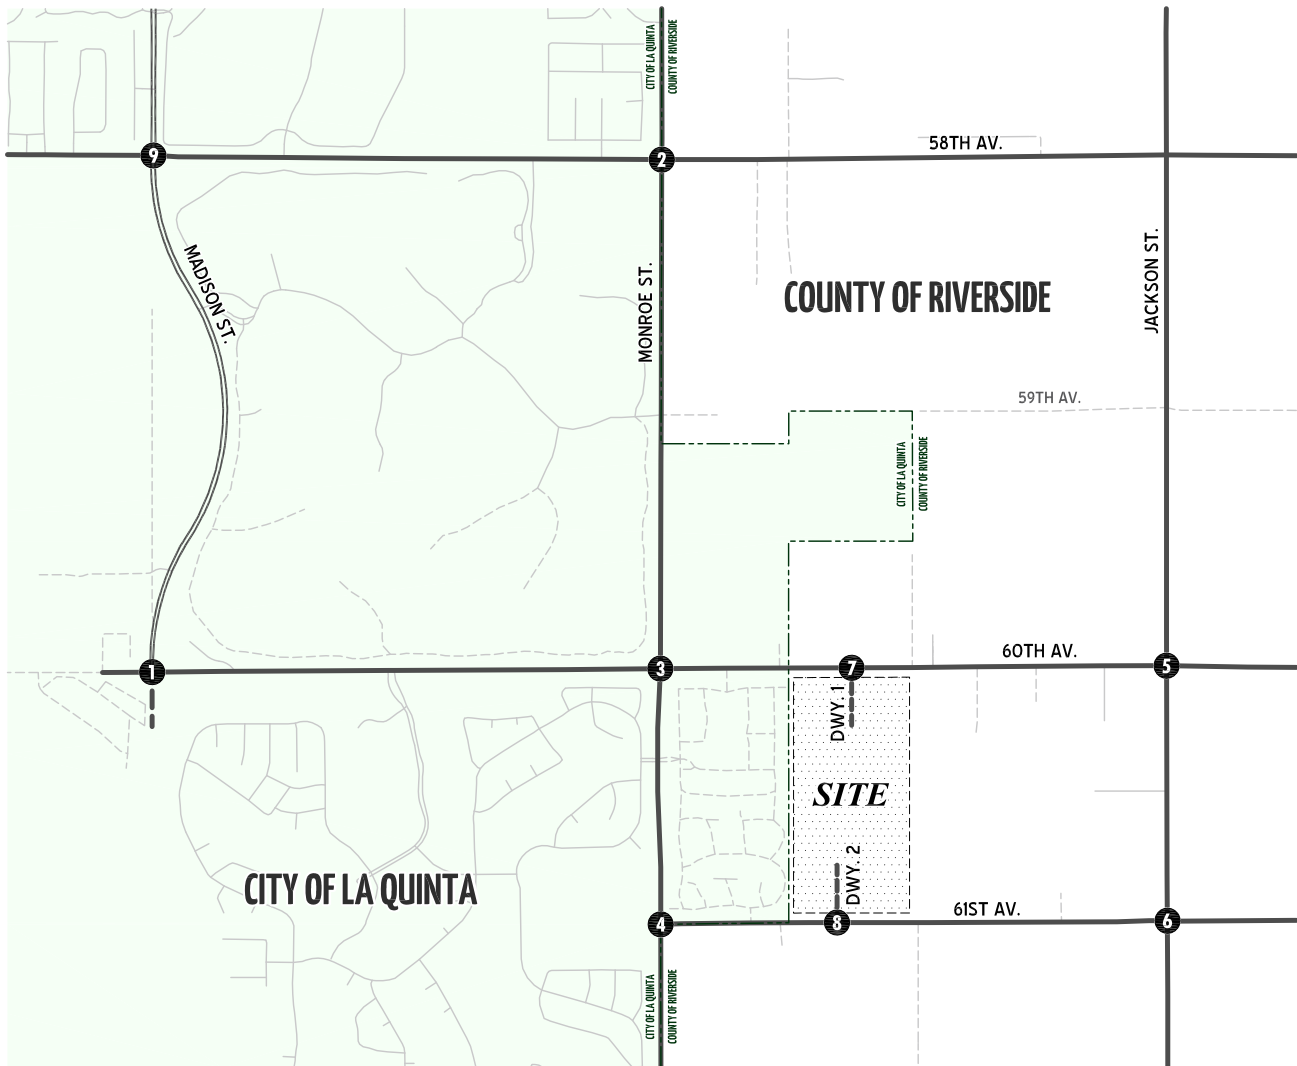 CITY OF LA QUINTA
COUNTY OF RIVERSIDE
58TH AV.
9
2
MADISON ST.
MONROE ST.
JACKSON ST.
COUNTY OF RIVERSIDE
59TH AV.
CITY OF LA QUINTA
COUNTY OF RIVERSIDE
60TH AV.
1
3
7
5
DWY. 1
SITE
DWY. 2
CITY OF LA QUINTA
61ST AV.
4
8
6
CITY OF LA QUINTA
COUNTY OF RIVERSIDE